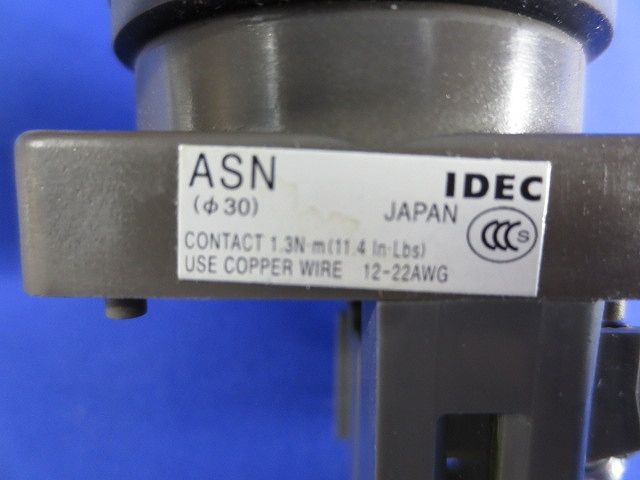 ASN
IDEC
(φ30)
JAPAN
CCC S
CONTACT 1.3N·m(11.4 In·Lbs)
USE COPPER WIRE 12-22AWG